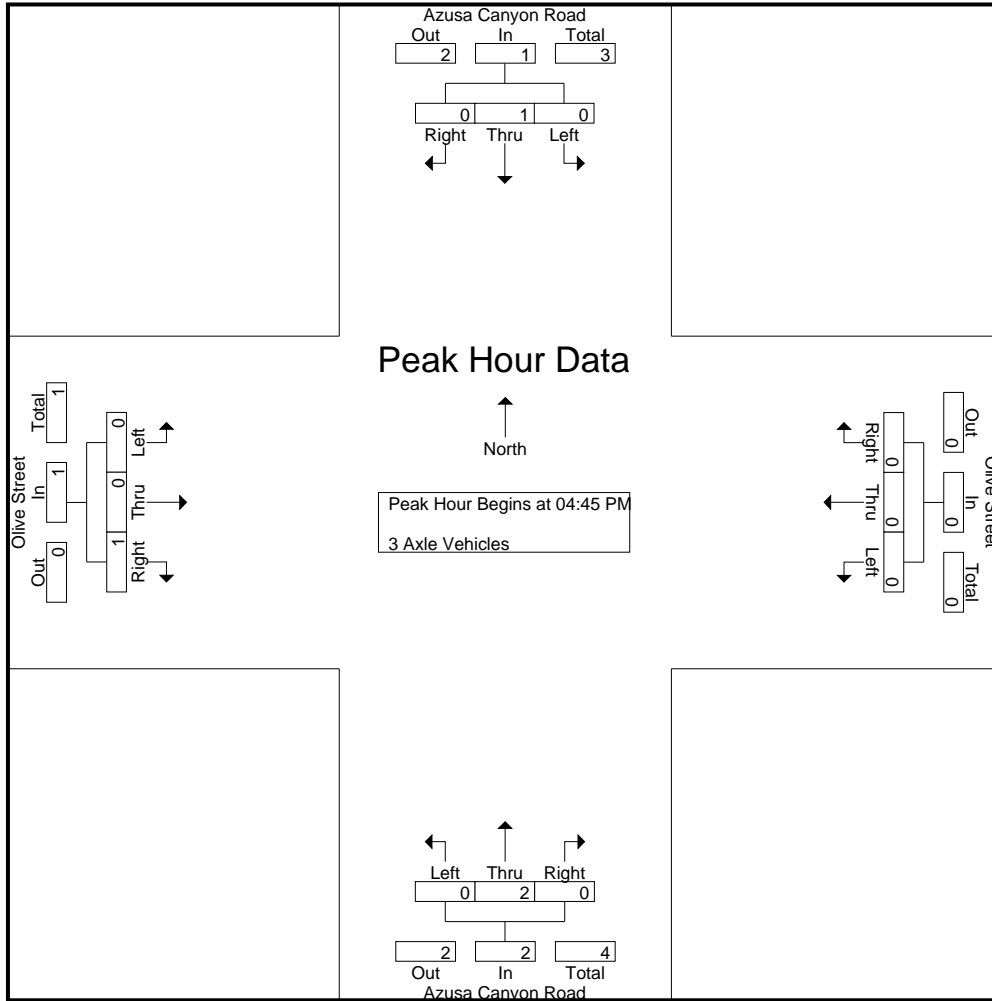 Azusa Canyon Road
Out In Total
2 1 3
0 1 0
Right Thru Left
Peak Hour Data
North
Peak Hour Begins at 04:45 PM
3 Axle Vehicles
Olive Street
Out In Total
0 1 1
Right Thru Left
1 0 0
Olive Street
Out In Total
0 0 0
Right Thru Left
0 0 0
Left Thru Right
0 2 0
2 2 4
Out In Total
Azusa Canyon Road